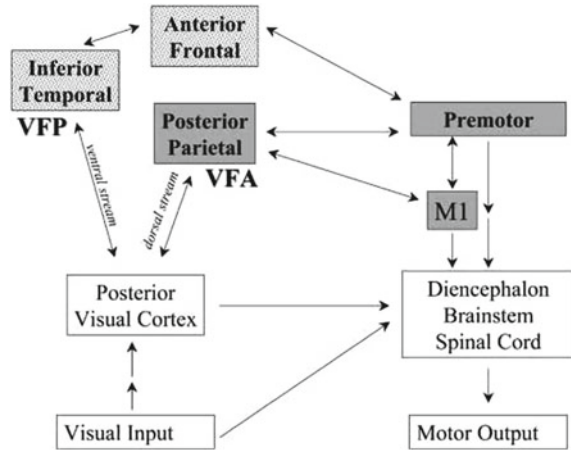 Anterior
Frontal
Inferior
Temporal
VFP
Posterior
Parietal
VFA
Premotor
M1
ventral stream
dorsal stream
Posterior
Visual Cortex
Diencephalon
Brainstem
Spinal Cord
Visual Input
Motor Output